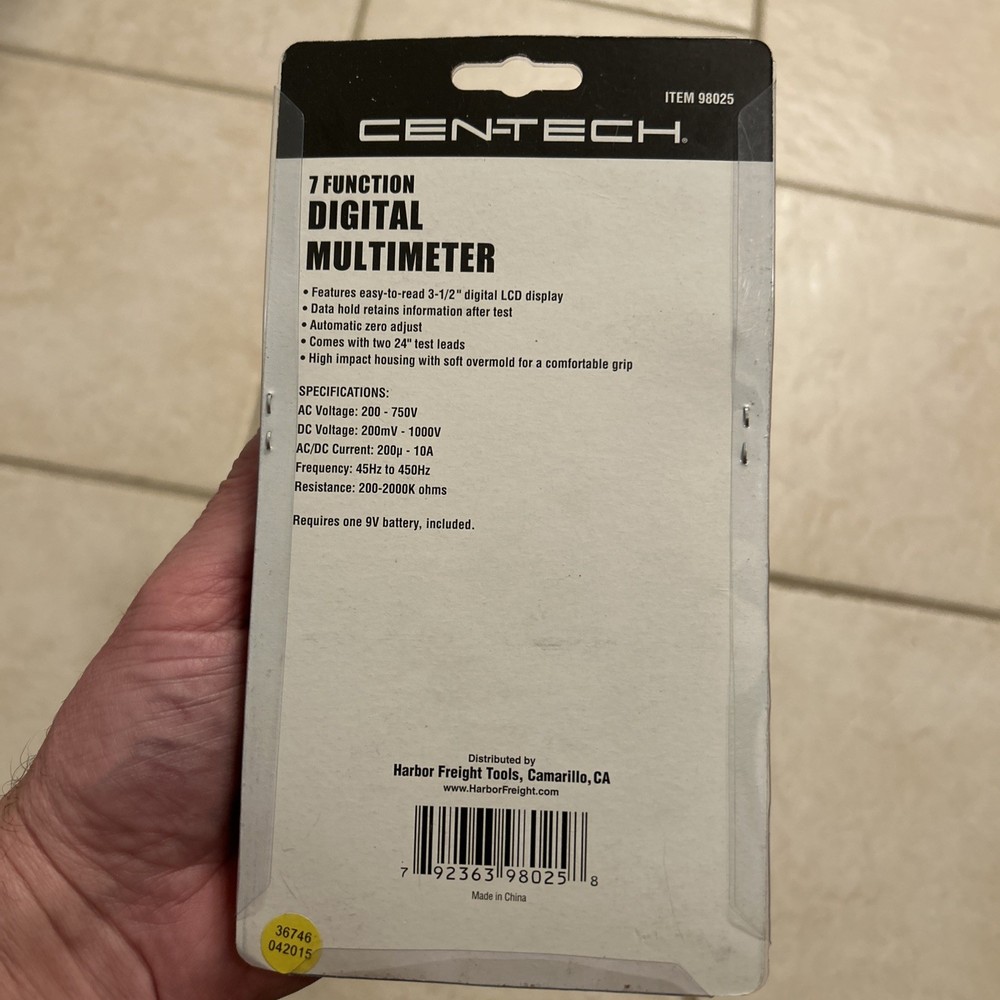 ITEM 98025
CEN-TECH®
7 FUNCTION
DIGITAL
MULTIMETER
• Features easy-to-read 3-1/2" digital LCD display
• Data hold retains information after test
• Automatic zero adjust
• Comes with two 24" test leads
• High impact housing with soft overmold for a comfortable grip
SPECIFICATIONS:
AC Voltage: 200 - 750V
DC Voltage: 200mV - 1000V
AC/DC Current: 200µ - 10A
Frequency: 45Hz to 450Hz
Resistance: 200-2000K ohms
Requires one 9V battery, included.
Distributed by
Harbor Freight Tools, Camarillo, CA
www.HarborFreight.com
7 92363 98025 8
Made in China
36746
042015